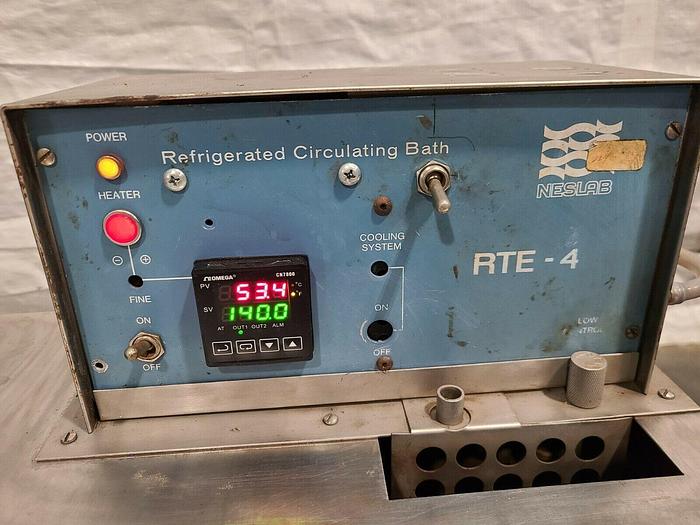 POWER
Refrigerated Circulating Bath
HEATER
NESLAB
⊖ ⊕
COOLING
SYSTEM
RTE - 4
OMEGA CN7800
PV 53.4 °C
°F
SV 140.0
AT OUT1 OUT2 ALM
FINE
ON
OFF
ON
OFF
LOW